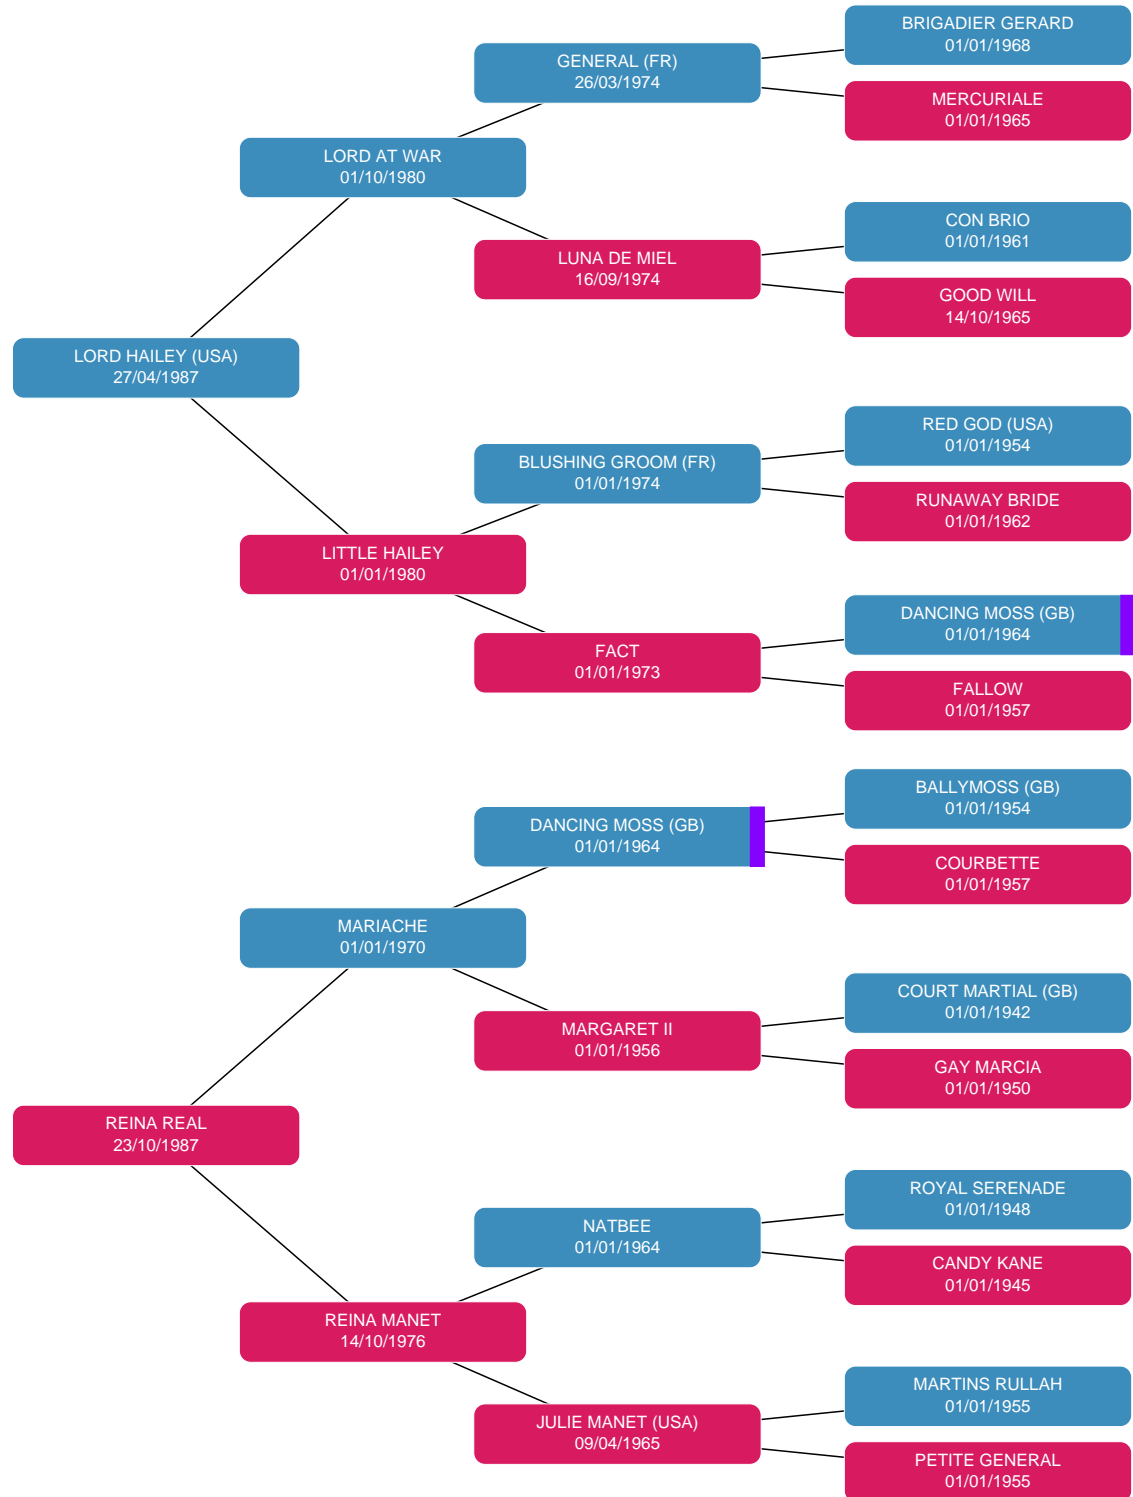 BRIGADIER GERARD
01/01/1968
GENERAL (FR)
26/03/1974
MERCURIALE
01/01/1965
LORD AT WAR
01/10/1980
CON BRIO
01/01/1961
LUNA DE MIEL
16/09/1974
GOOD WILL
14/10/1965
LORD HAILEY (USA)
27/04/1987
RED GOD (USA)
01/01/1954
BLUSHING GROOM (FR)
01/01/1974
RUNAWAY BRIDE
01/01/1962
LITTLE HAILEY
01/01/1980
DANCING MOSS (GB)
01/01/1964
FACT
01/01/1973
FALLOW
01/01/1957
BALLYMOSS (GB)
01/01/1954
DANCING MOSS (GB)
01/01/1964
COURBETTE
01/01/1957
MARIACHE
01/01/1970
COURT MARTIAL (GB)
01/01/1942
MARGARET II
01/01/1956
GAY MARCIA
01/01/1950
REINA REAL
23/10/1987
ROYAL SERENADE
01/01/1948
NATBEE
01/01/1964
CANDY KANE
01/01/1945
REINA MANET
14/10/1976
MARTINS RULLAH
01/01/1955
JULIE MANET (USA)
09/04/1965
PETITE GENERAL
01/01/1955